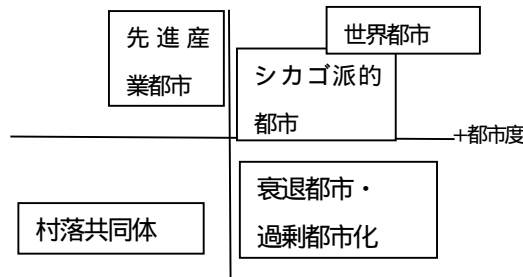 先進産
業都市
世界都市
シカゴ派的
都市
+都市度
衰退都市・
過剰都市化
村落共同体